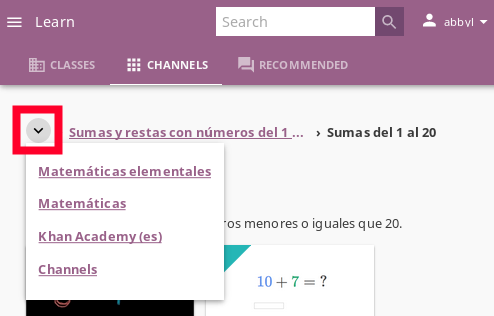 Learn
Search
abbyl
CLASSES
CHANNELS
RECOMMENDED
Sumas y restas con números del 1 ... › Sumas del 1 al 20
Matemáticas elementales
Matemáticas
ros menores o iguales que 20.
Khan Academy (es)
Channels
10 + 7 = ?